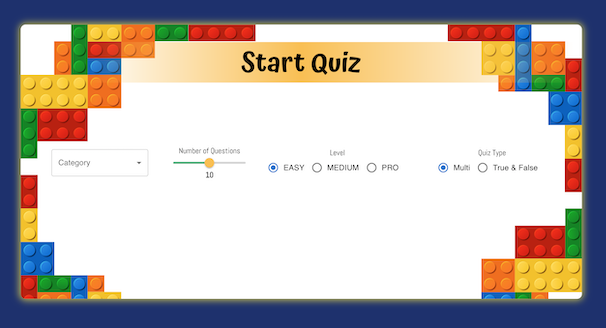 Start Quiz
Category
Number of Questions
10
Level
EASY MEDIUM PRO
Quiz Type
Multi True & False